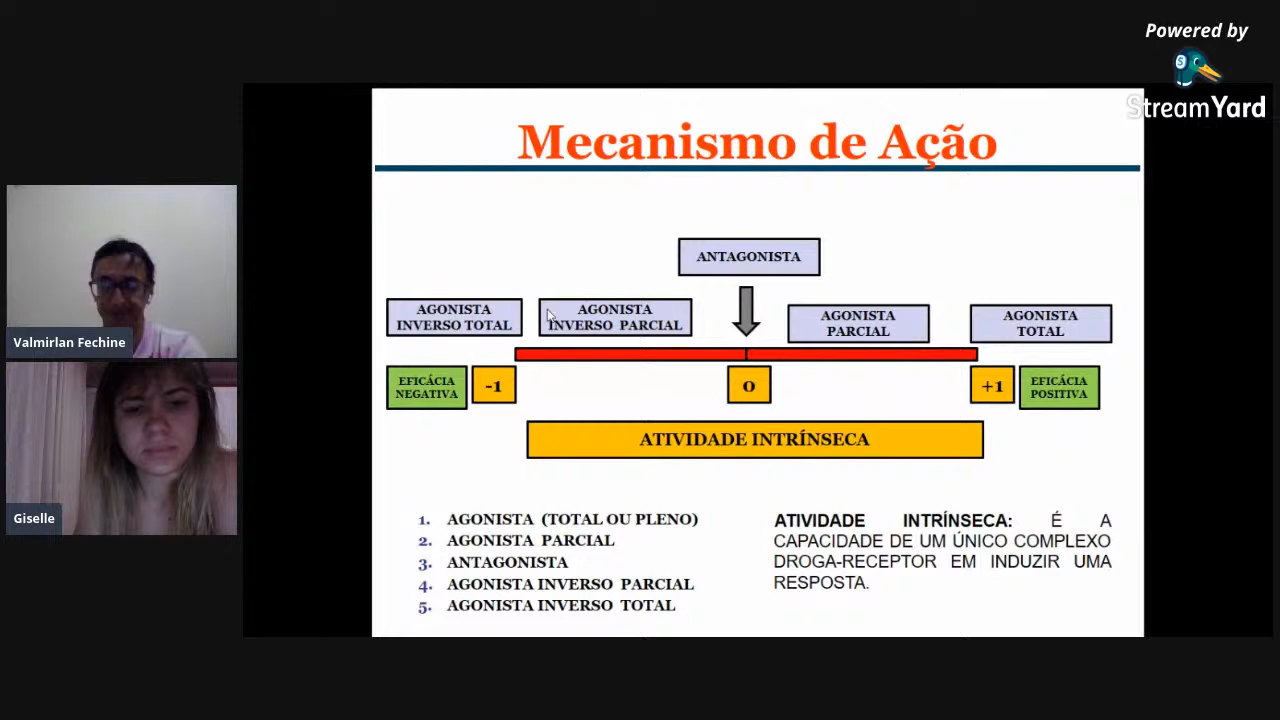 Powered by
StreamYard
Mecanismo de Ação
ANTAGONISTA
AGONISTA
INVERSO TOTAL
AGONISTA
INVERSO PARCIAL
AGONISTA
PARCIAL
AGONISTA
TOTAL
EFICÁCIA
NEGATIVA
-1
0
+1
EFICÁCIA
POSITIVA
ATIVIDADE INTRÍNSECA
1. AGONISTA (TOTAL OU PLENO)
2. AGONISTA PARCIAL
3. ANTAGONISTA
4. AGONISTA INVERSO PARCIAL
5. AGONISTA INVERSO TOTAL
ATIVIDADE INTRÍNSECA: É A
CAPACIDADE DE UM ÚNICO COMPLEXO
DROGA-RECEPTOR EM INDUZIR UMA
RESPOSTA.
Valmirlan Fechine
Giselle